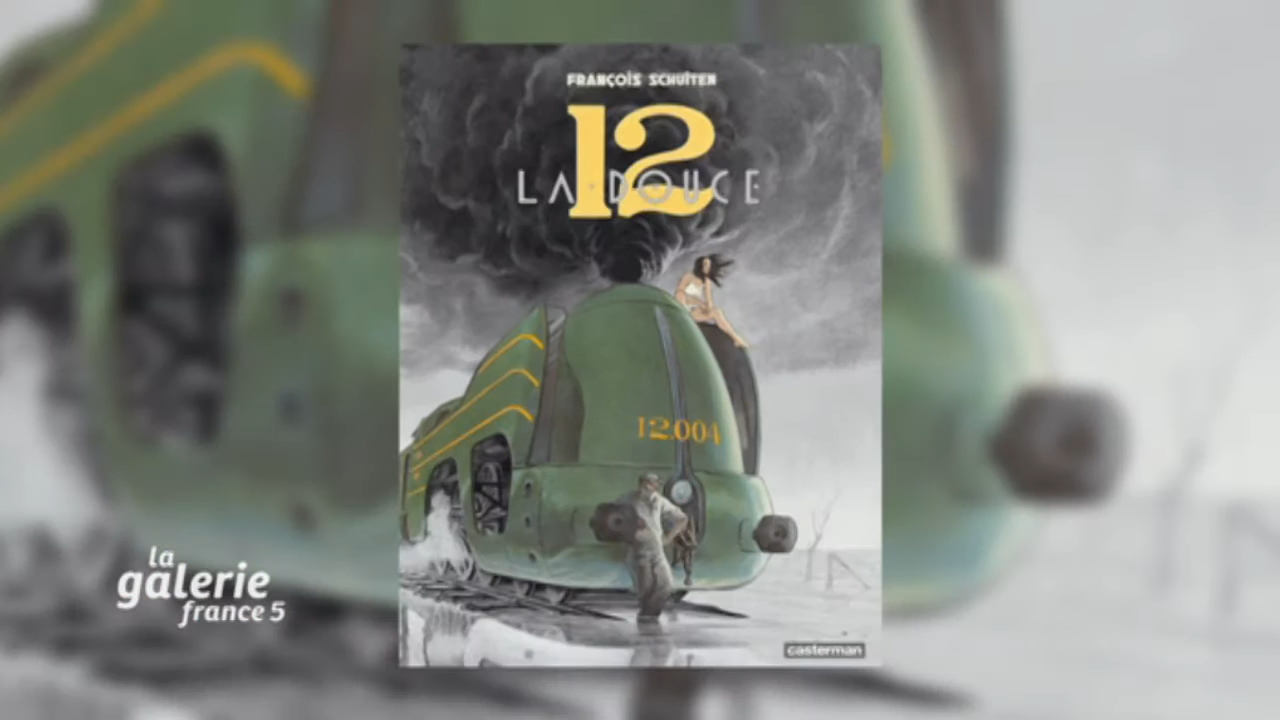 FRANÇOIS SCHUITEN
12
LA DOUCE
12.004
casterman
la
galerie
france 5